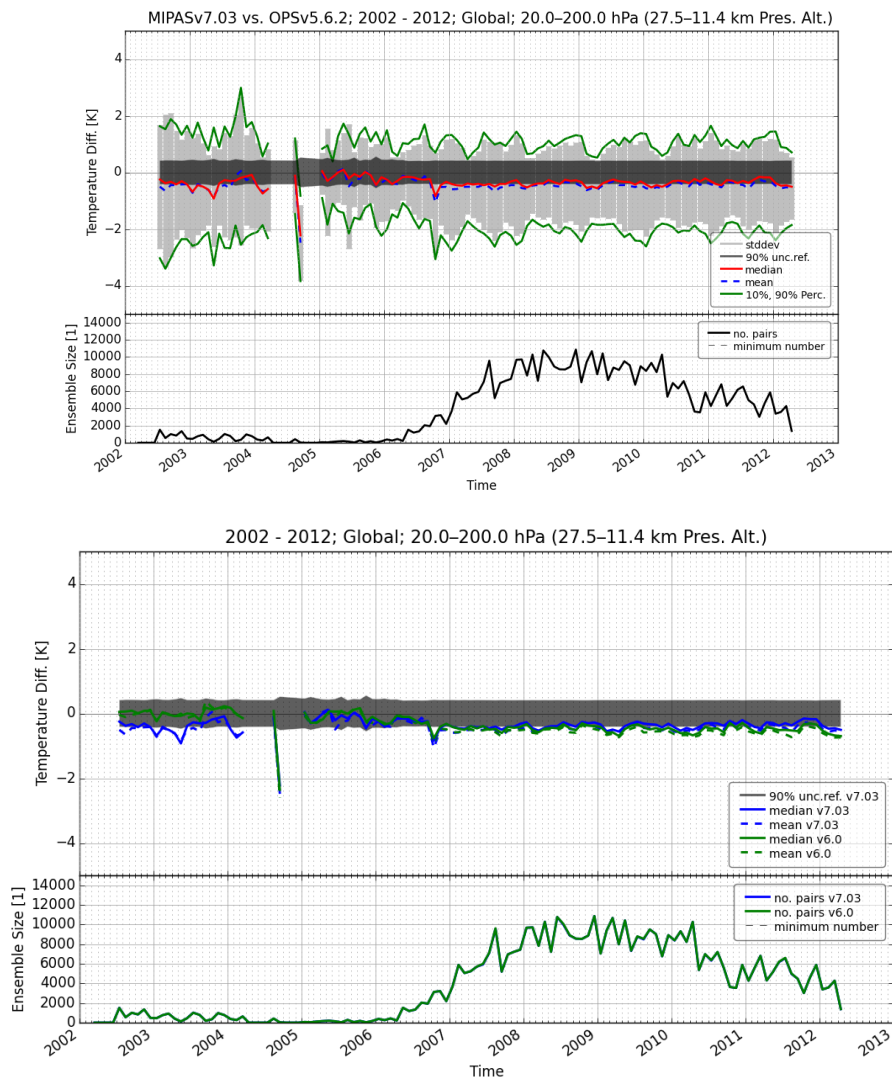 MIPASv7.03 vs. OPSv5.6.2; 2002 - 2012; Global; 20.0–200.0 hPa (27.5–11.4 km Pres. Alt.)
Temperature Diff. [K]
4
2
0
−2
−4
stddev
90% unc.ref.
median
mean
10%, 90% Perc.
Ensemble Size [1]
14000
12000
10000
8000
6000
4000
2000
0
no. pairs
minimum number
2002 2003 2004 2005 2006 2007 2008 2009 2010 2011 2012 2013
Time
2002 - 2012; Global; 20.0–200.0 hPa (27.5–11.4 km Pres. Alt.)
Temperature Diff. [K]
4
2
0
−2
−4
90% unc.ref. v7.03
median v7.03
mean v7.03
median v6.0
mean v6.0
Ensemble Size [1]
14000
12000
10000
8000
6000
4000
2000
0
no. pairs v7.03
no. pairs v6.0
minimum number
2002 2003 2004 2005 2006 2007 2008 2009 2010 2011 2012 2013
Time